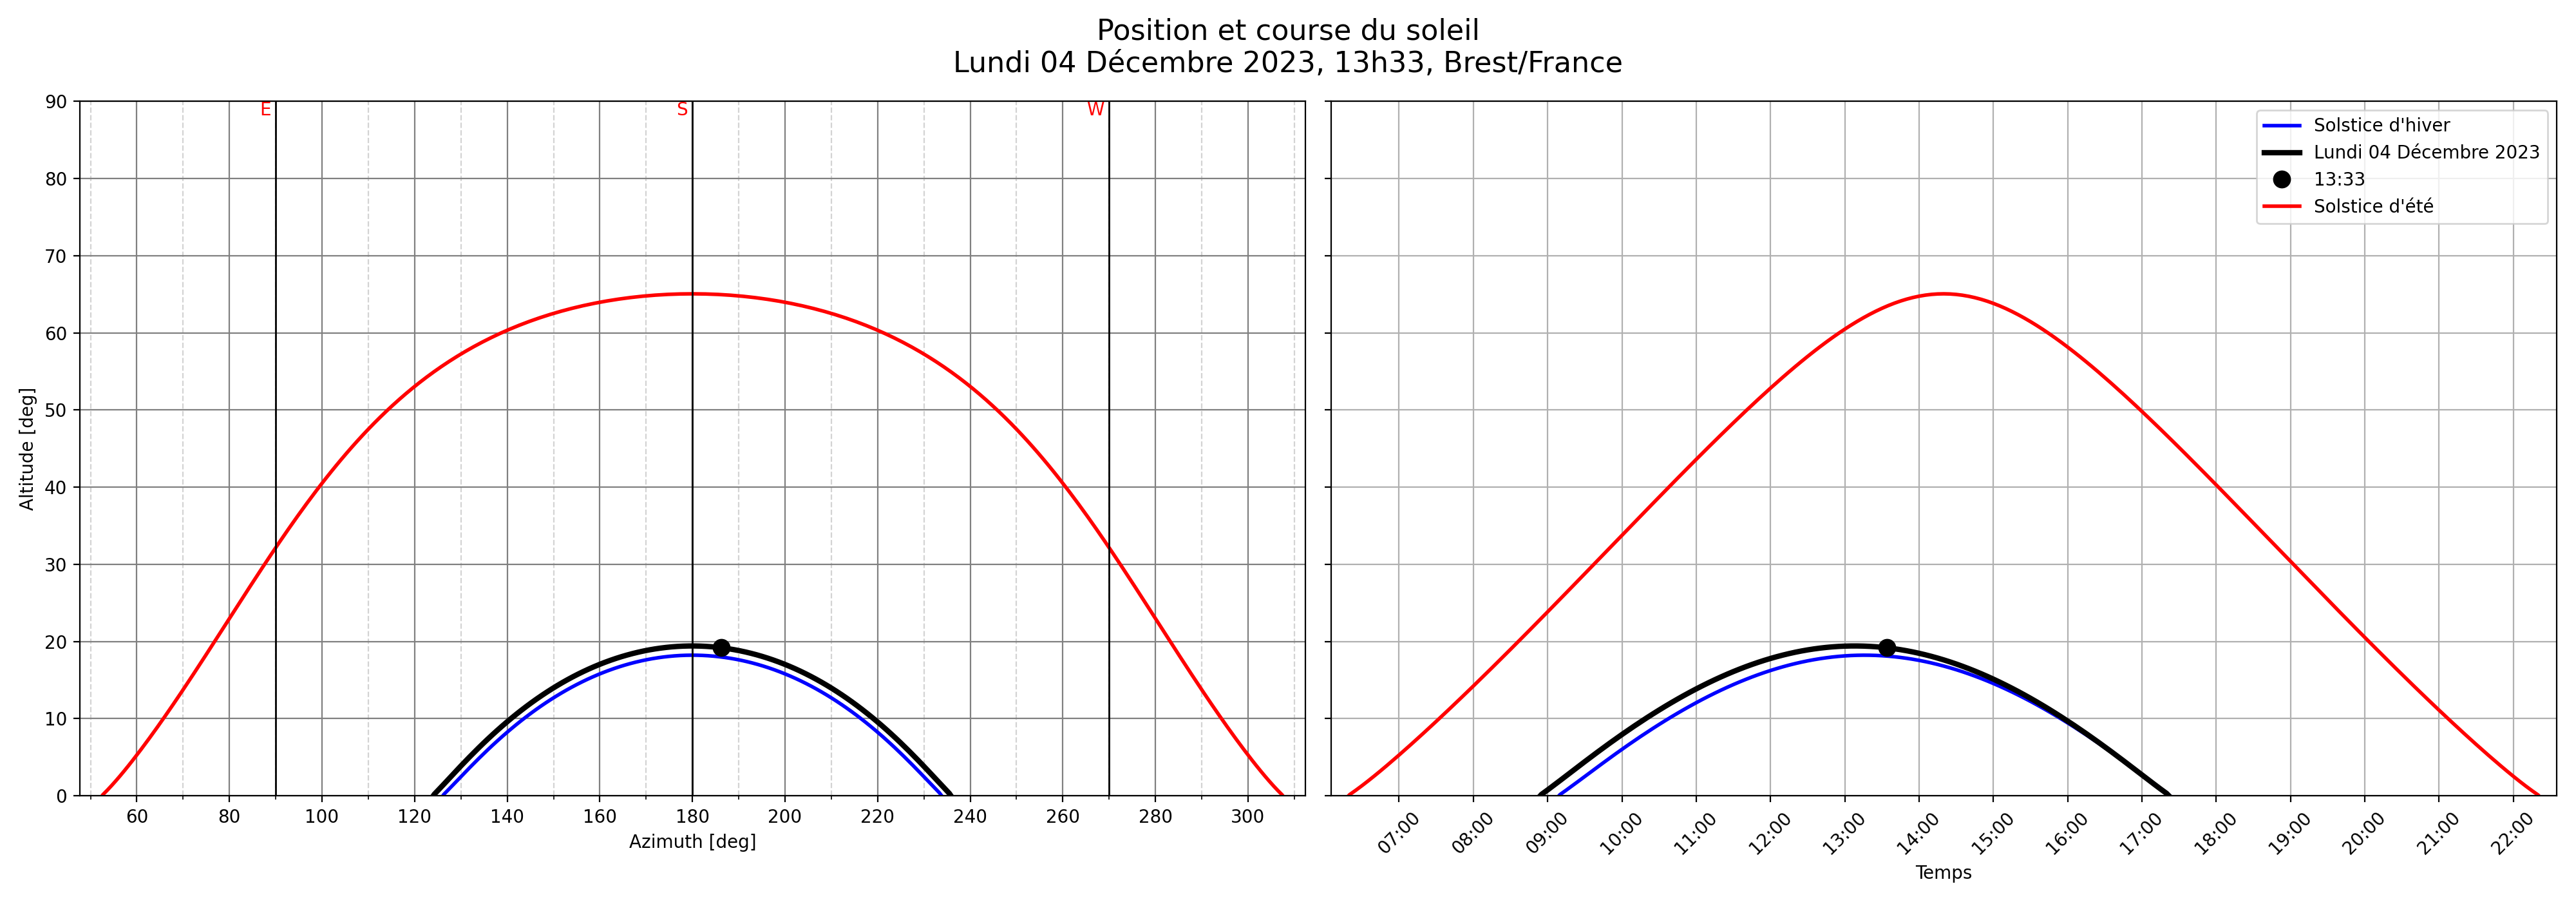 Position et course du soleil
Lundi 04 Décembre 2023, 13h33, Brest/France
E
S
W
90
80
70
60
50
40
30
20
10
0
Altitude [deg]
60 80 100 120 140 160 180 200 220 240 260 280 300
Azimuth [deg]
Solstice d'hiver
Lundi 04 Décembre 2023
13:33
Solstice d'été
07:00 08:00 09:00 10:00 11:00 12:00 13:00 14:00 15:00 16:00 17:00 18:00 19:00 20:00 21:00 22:00
Temps